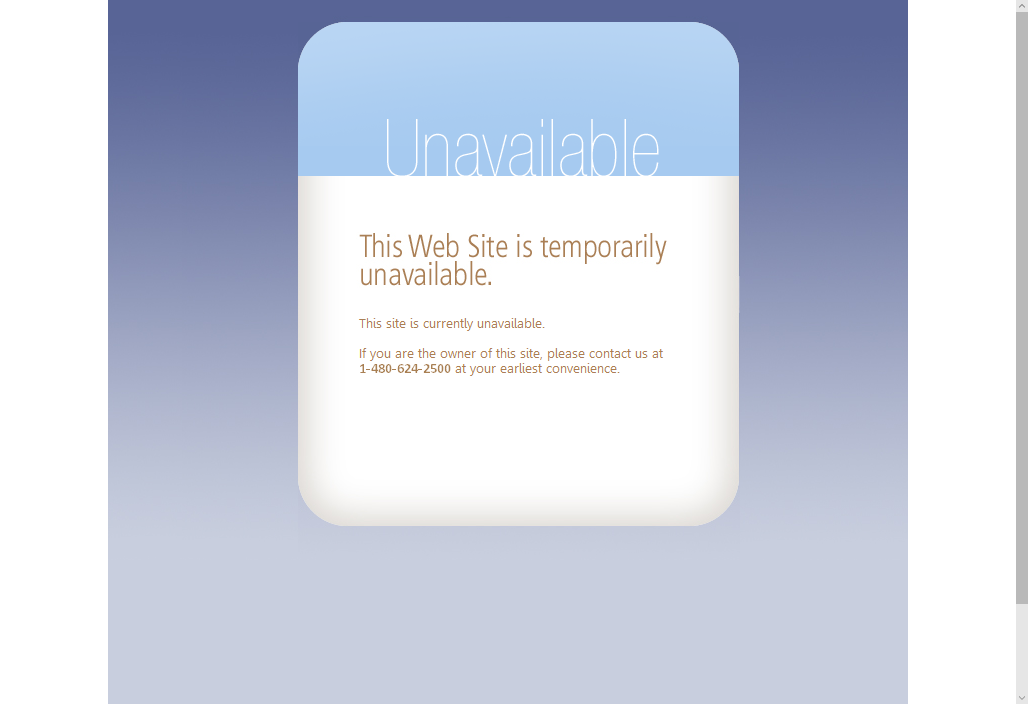 Unavailable
This Web Site is temporarily
unavailable.
This site is currently unavailable.
If you are the owner of this site, please contact us at
1-480-624-2500 at your earliest convenience.